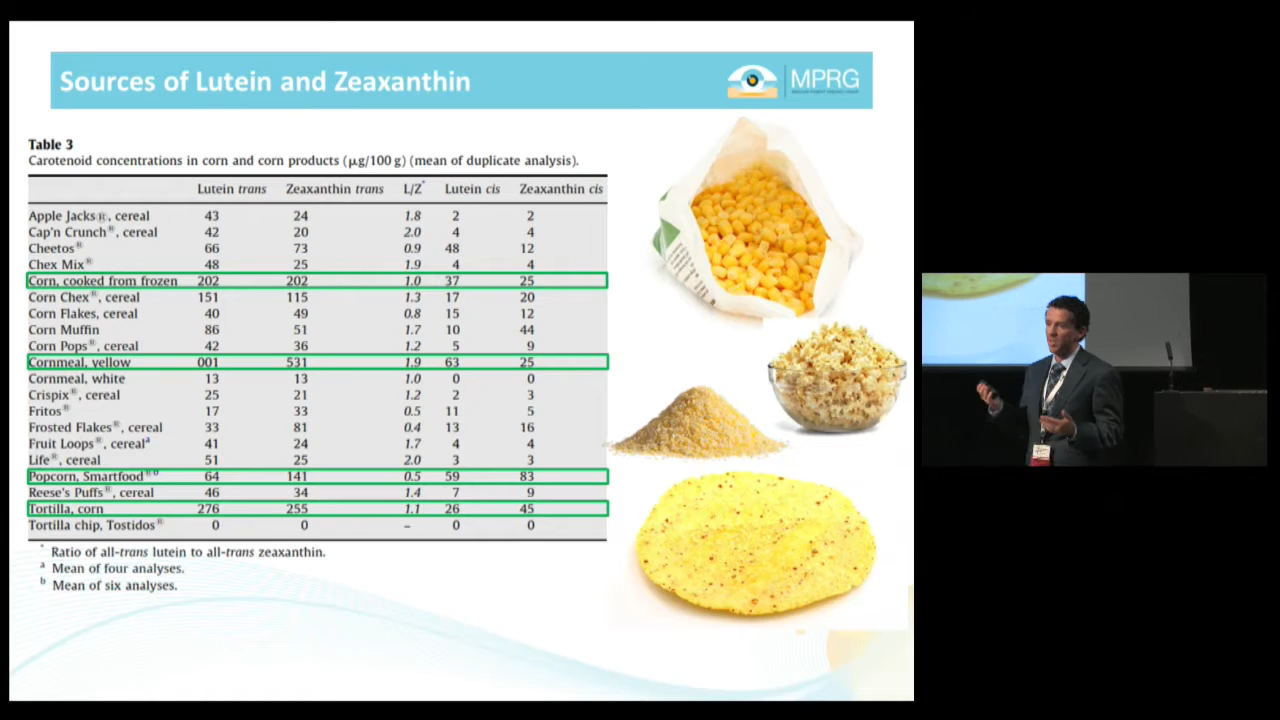 Sources of Lutein and Zeaxanthin
MPRG
Table 3
Carotenoid concentrations in corn and corn products (μg/100 g) (mean of duplicate analysis).
Lutein trans Zeaxanthin trans L/Z* Lutein cis Zeaxanthin cis
Apple Jacks®, cereal 43 24 1.8 2 2
Cap'n Crunch®, cereal 42 20 2.0 4 4
Cheetos® 66 73 0.9 48 12
Chex Mix® 48 25 1.9 4 4
Corn, cooked from frozen 202 202 1.0 37 25
Corn Chex®, cereal 151 115 1.3 17 20
Corn Flakes, cereal 40 49 0.8 15 12
Corn Muffin 86 51 1.7 10 44
Corn Pops®, cereal 42 36 1.2 5 9
Cornmeal, yellow 001 531 1.9 63 25
Cornmeal, white 13 13 1.0 0 0
Crispix®, cereal 25 21 1.2 2 3
Fritos® 17 33 0.5 11 5
Frosted Flakes®, cereal 33 81 0.4 13 16
Fruit Loops®, cereal^a 41 24 1.7 4 4
Life®, cereal 51 25 2.0 3 3
Popcorn, Smartfood®^b 64 141 0.5 59 83
Reese's Puffs®, cereal 46 34 1.4 7 9
Tortilla, corn 276 255 1.1 26 45
Tortilla chip, Tostidos® 0 0 – 0 0
* Ratio of all-trans lutein to all-trans zeaxanthin.
a Mean of four analyses.
b Mean of six analyses.